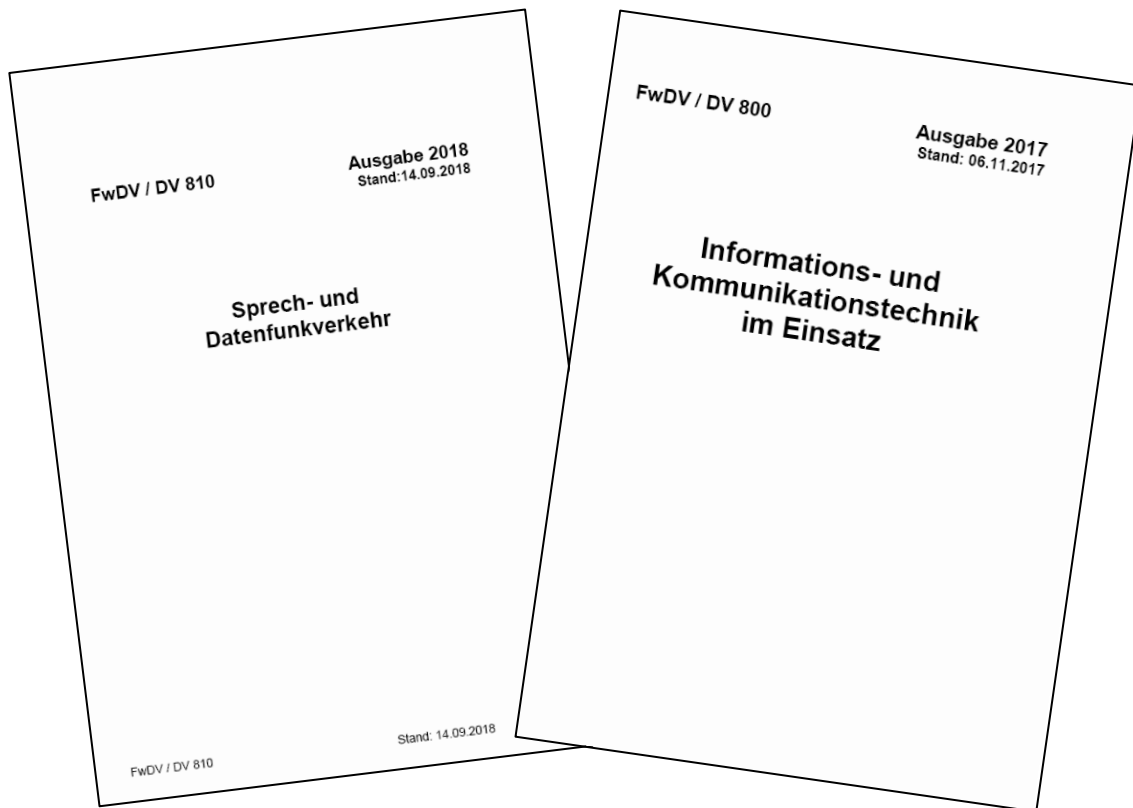 FwDV / DV 810
Ausgabe 2018
Stand:14.09.2018
Sprech- und
Datenfunkverkehr
FwDV / DV 810
Stand: 14.09.2018
FwDV / DV 800
Ausgabe 2017
Stand: 06.11.2017
Informations- und
Kommunikationstechnik
im Einsatz